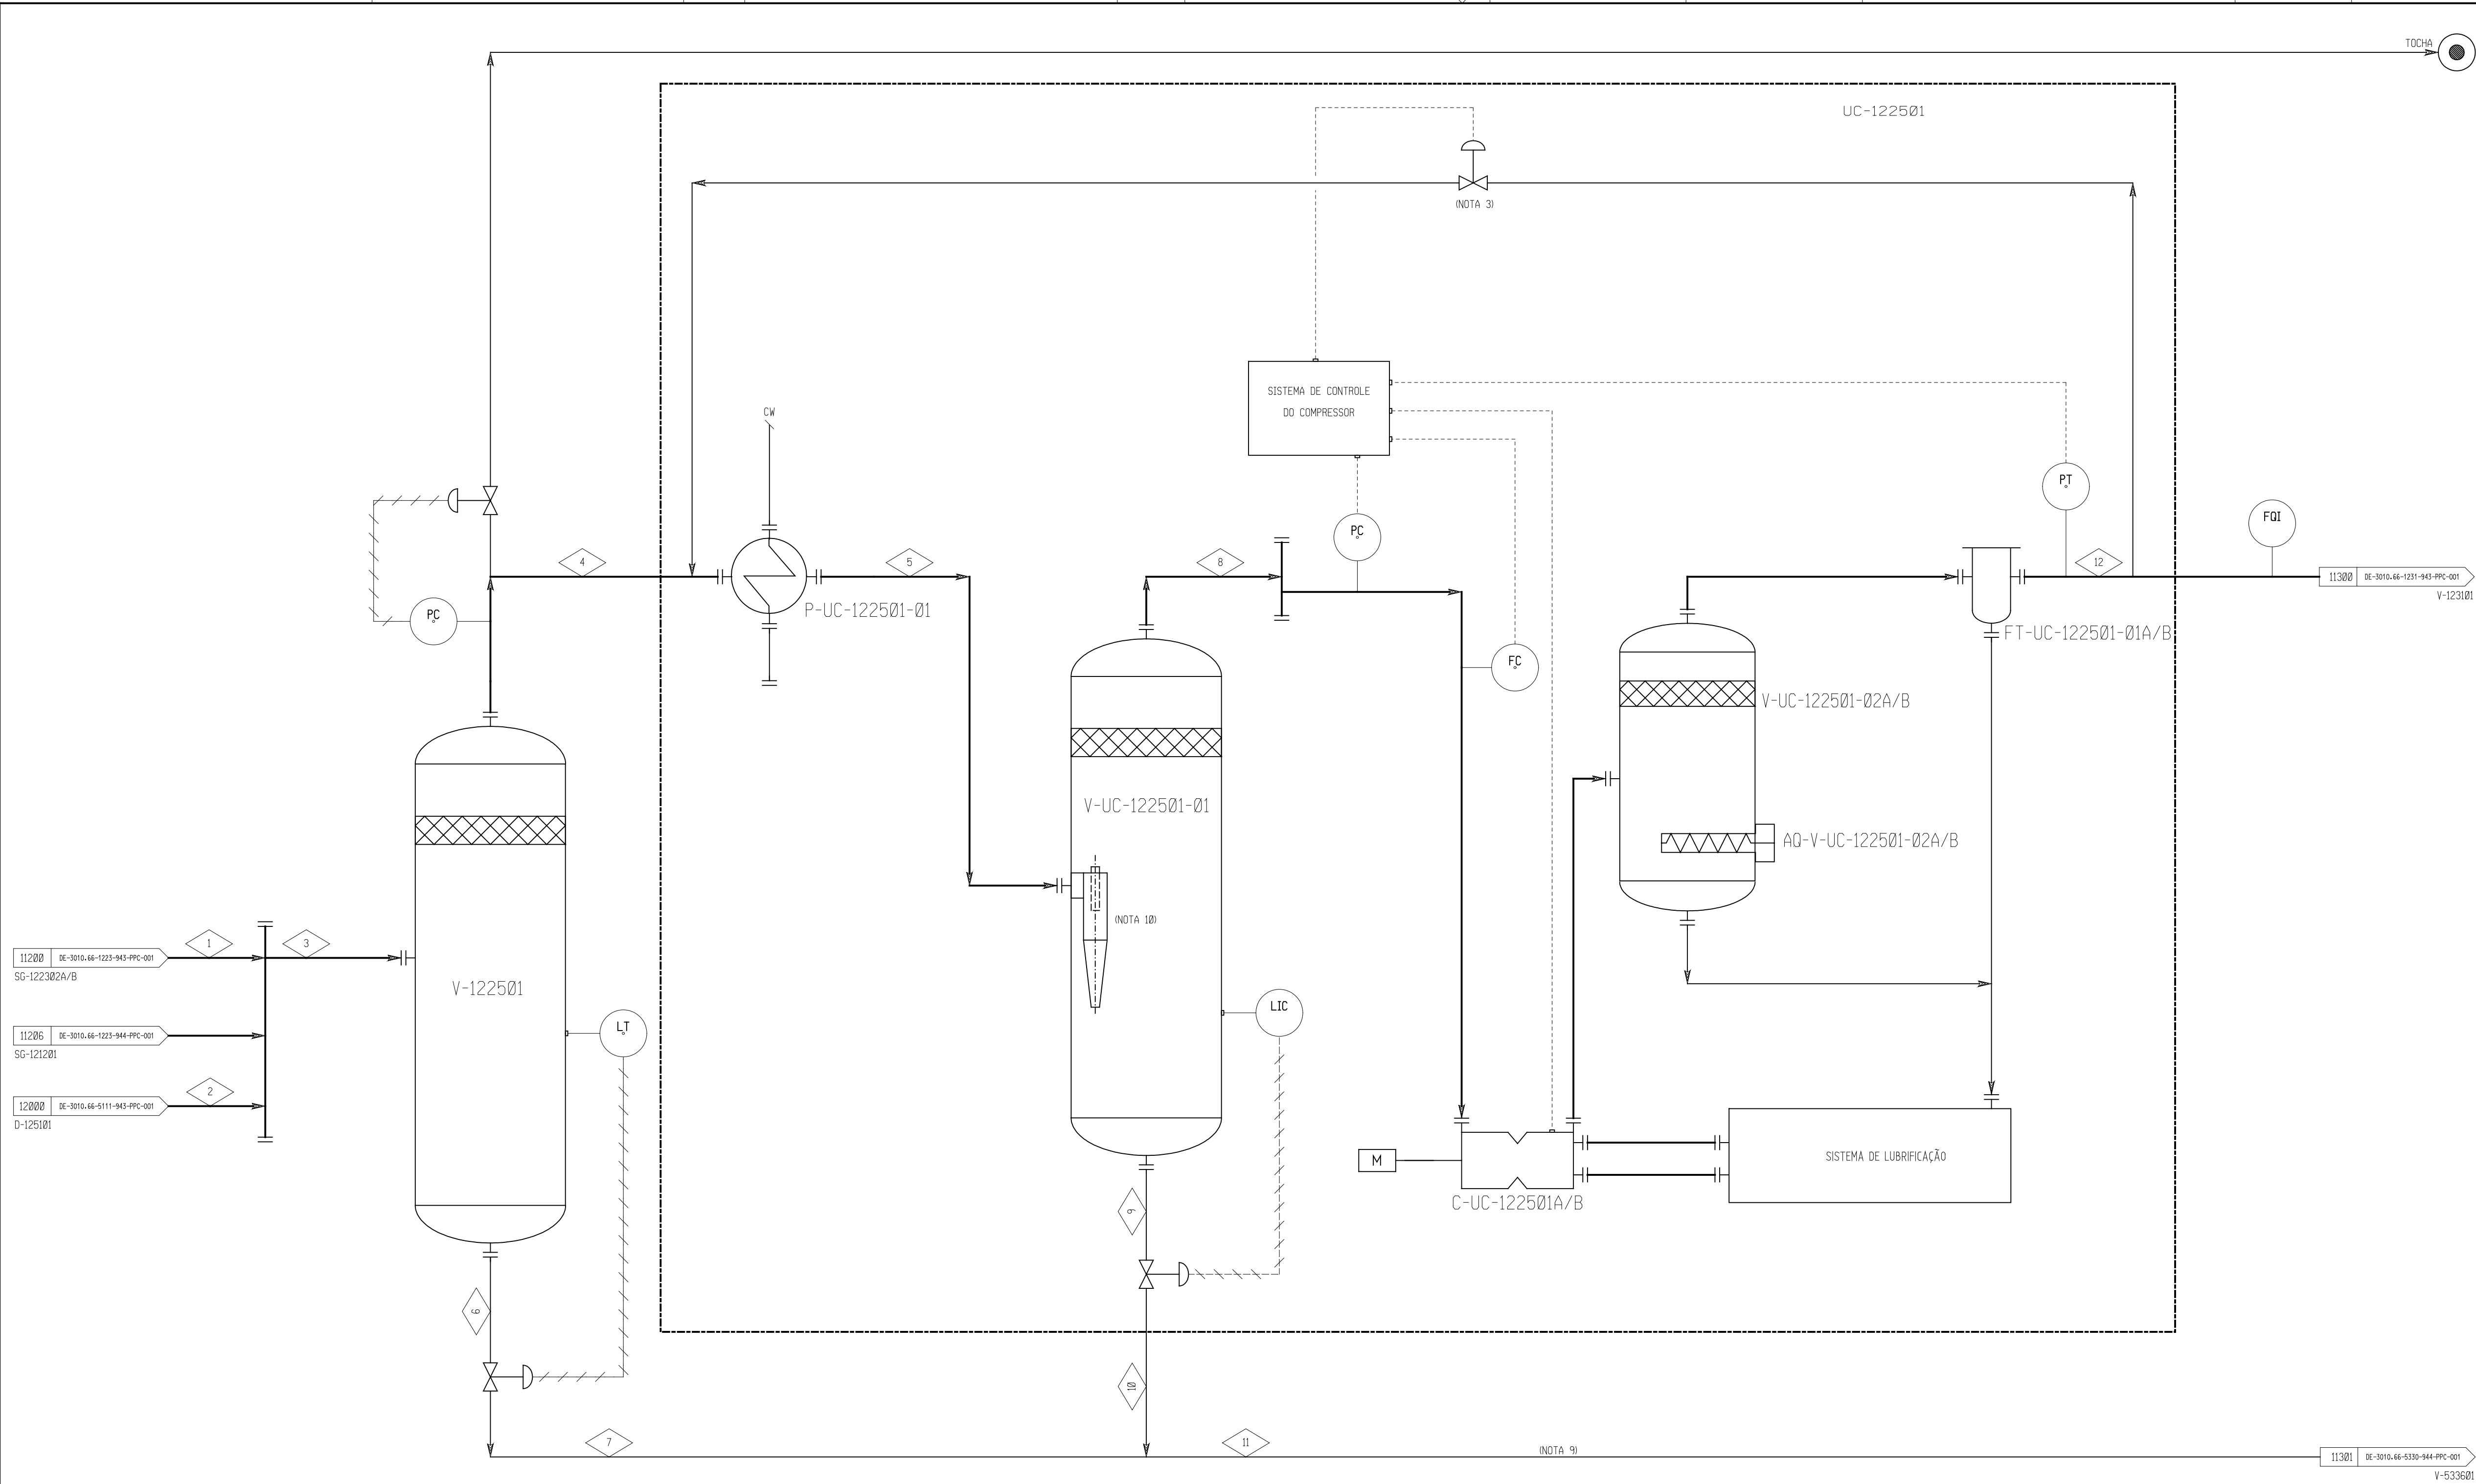 TOCHA
UC-122501
(NOTA 3)
SISTEMA DE CONTROLE
DO COMPRESSOR
CW
PT
FQI
PC
4
5
8
12
11300 DE-3010.66-1231-943-PPC-001
V-123101
P-UC-122501-01
PC
FT-UC-122501-01A/B
FC
V-UC-122501-02A/B
V-UC-122501-01
AQ-V-UC-122501-02A/B
(NOTA 10)
1
3
11200 DE-3010.66-1223-943-PPC-001
SG-122302A/B
V-122501
LIC
LT
11206 DE-3010.66-1223-944-PPC-001
SG-121201
2
12000 DE-3010.66-5111-943-PPC-001
D-125101
M
SISTEMA DE LUBRIFICAÇÃO
C-UC-122501A/B
9
6
10
7
11
(NOTA 9)
11301 DE-3010.66-5330-944-PPC-001
V-533601